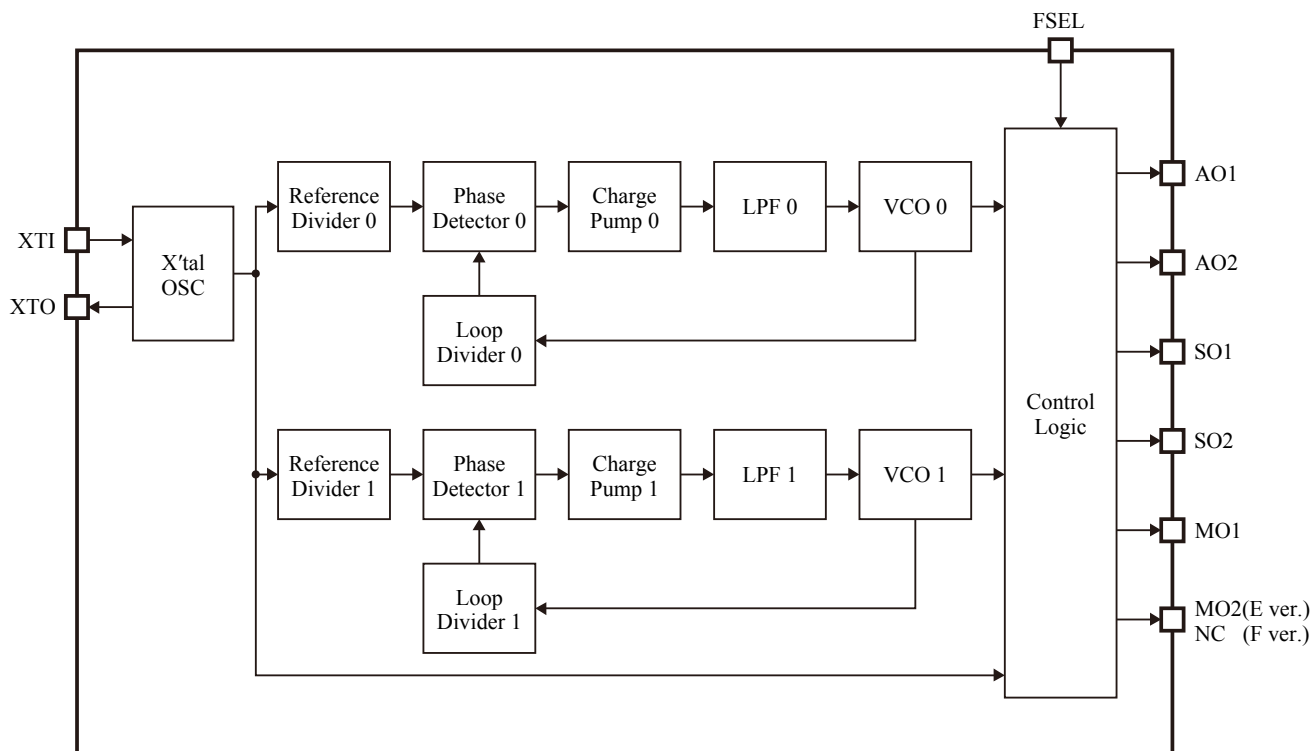 FSEL
Reference
Divider 0
Phase
Detector 0
Charge
Pump 0
LPF 0
VCO 0
AO1
XTI
X'tal
OSC
AO2
XTO
Loop
Divider 0
SO1
Control
Logic
Reference
Divider 1
Phase
Detector 1
Charge
Pump 1
LPF 1
VCO 1
SO2
MO1
Loop
Divider 1
MO2(E ver.)
NC (F ver.)